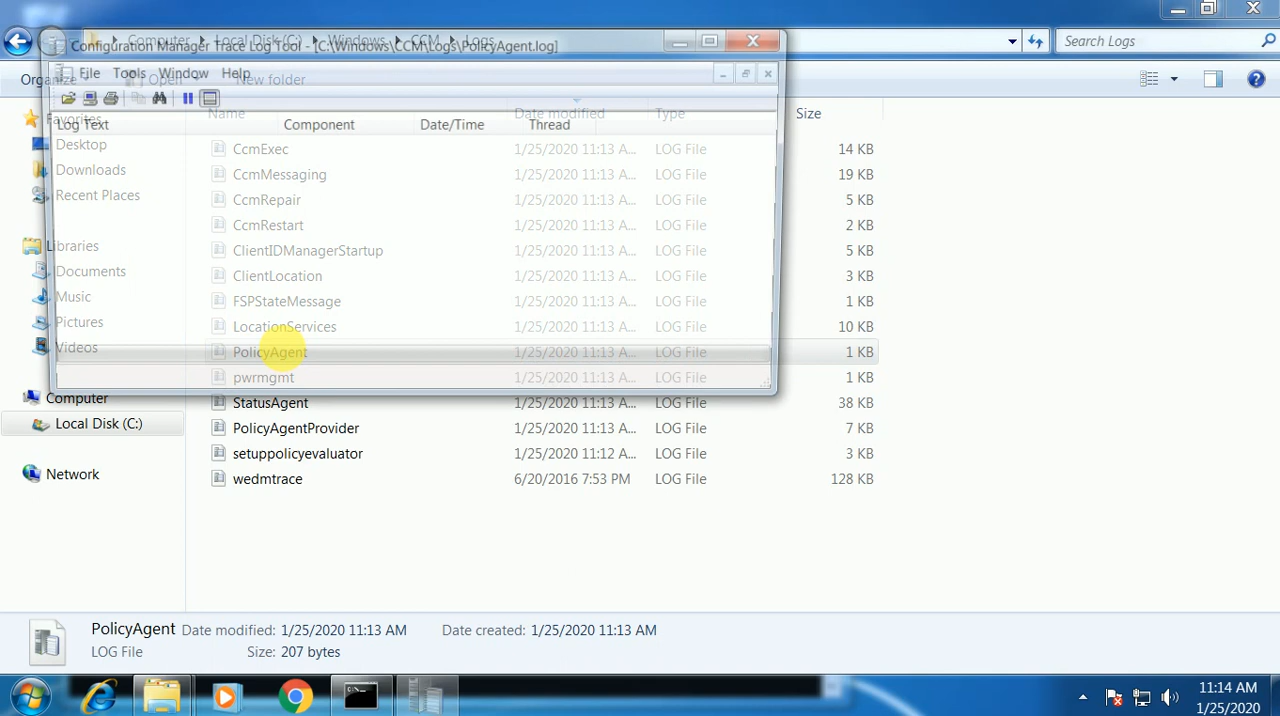 Computer Local Disk (C:) Windows CCM Logs
Search Logs
Configuration Manager Trace Log Tool - [C:\Windows\CCM\Logs\PolicyAgent.log]
File Tools Window Help
Organize Open New folder
Name Date modified Type Size
Log Text Component Date/Time Thread
Favorites
Desktop
Downloads
Recent Places
Libraries
Documents
Music
Pictures
Videos
Computer
Local Disk (C:)
Network
CcmExec 1/25/2020 11:13 A... LOG File 14 KB
CcmMessaging 1/25/2020 11:13 A... LOG File 19 KB
CcmRepair 1/25/2020 11:13 A... LOG File 5 KB
CcmRestart 1/25/2020 11:13 A... LOG File 2 KB
ClientIDManagerStartup 1/25/2020 11:13 A... LOG File 5 KB
ClientLocation 1/25/2020 11:13 A... LOG File 3 KB
FSPStateMessage 1/25/2020 11:13 A... LOG File 1 KB
LocationServices 1/25/2020 11:13 A... LOG File 10 KB
PolicyAgent 1/25/2020 11:13 A... LOG File 1 KB
pwrmgmt 1/25/2020 11:13 A... LOG File 1 KB
StatusAgent 1/25/2020 11:13 A... LOG File 38 KB
PolicyAgentProvider 1/25/2020 11:13 A... LOG File 7 KB
setuppolicyevaluator 1/25/2020 11:12 A... LOG File 3 KB
wedmtrace 6/20/2016 7:53 PM LOG File 128 KB
PolicyAgent Date modified: 1/25/2020 11:13 AM Date created: 1/25/2020 11:13 AM
LOG File Size: 207 bytes
11:14 AM
1/25/2020